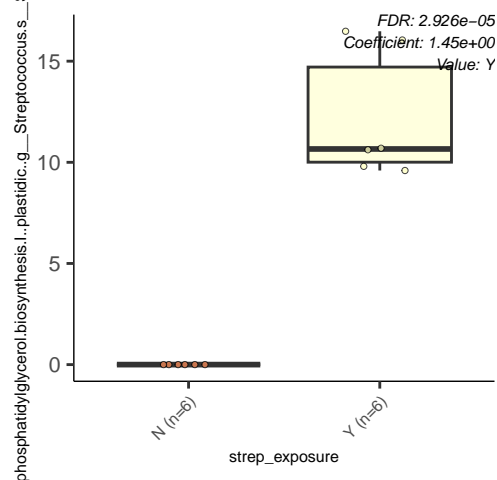 FDR: 2.926e−05
Coefficient: 1.45e+00
Value: Y
phosphatidylglycerol.biosynthesis.I..plastidic..g__Streptococcus.s__
15
10
5
0
N (n=6)
Y (n=6)
strep_exposure